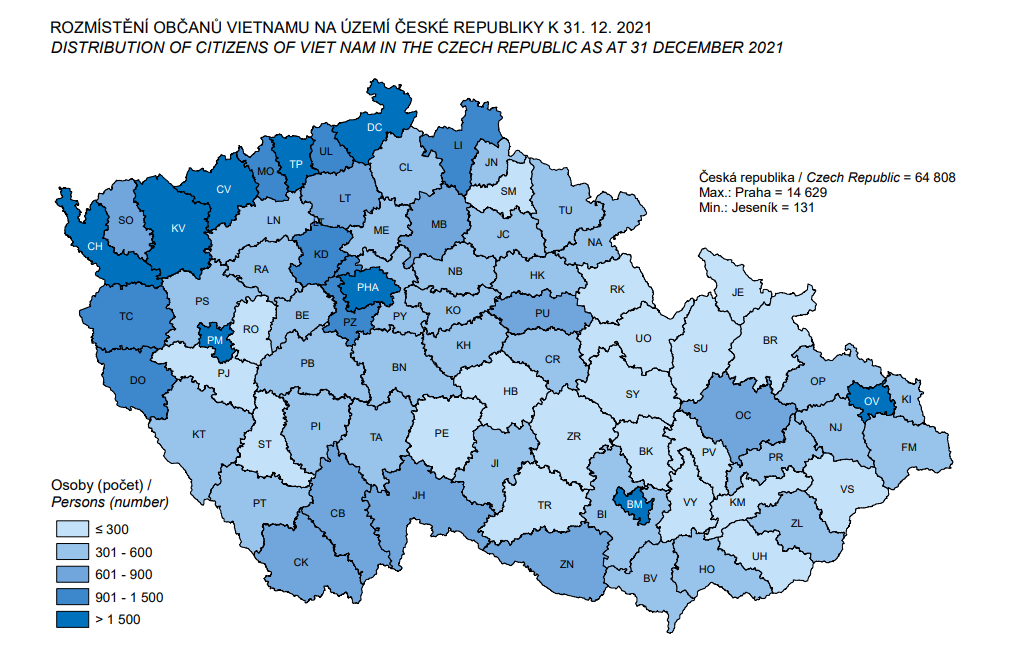 ROZMÍSTĚNÍ OBČANŮ VIETNAMU NA ÚZEMÍ ČESKÉ REPUBLIKY K 31. 12. 2021
DISTRIBUTION OF CITIZENS OF VIET NAM IN THE CZECH REPUBLIC AS AT 31 DECEMBER 2021
Česká republika / Czech Republic = 64 808
Max.: Praha = 14 629
Min.: Jeseník = 131
DC
LI
UL
TP
MO
CL
JN
SM
CV
LT
SO
KV
LN
ME
MB
JC
TU
NA
CH
KD
RA
NB
HK
RK
PHA
JE
PS
TC
BE
PZ
PY
KO
PU
RO
PM
UO
SU
BR
KH
CR
PJ
PB
BN
DO
HB
SY
OP
OV
KI
OC
KT
ST
PI
TA
PE
ZR
BK
PV
PR
NJ
FM
JI
VS
PT
CB
JH
TR
BI
BM
VY
KM
ZL
CK
ZN
BV
HO
UH
Osoby (počet) /
Persons (number)
≤ 300
301 - 600
601 - 900
901 - 1 500
> 1 500